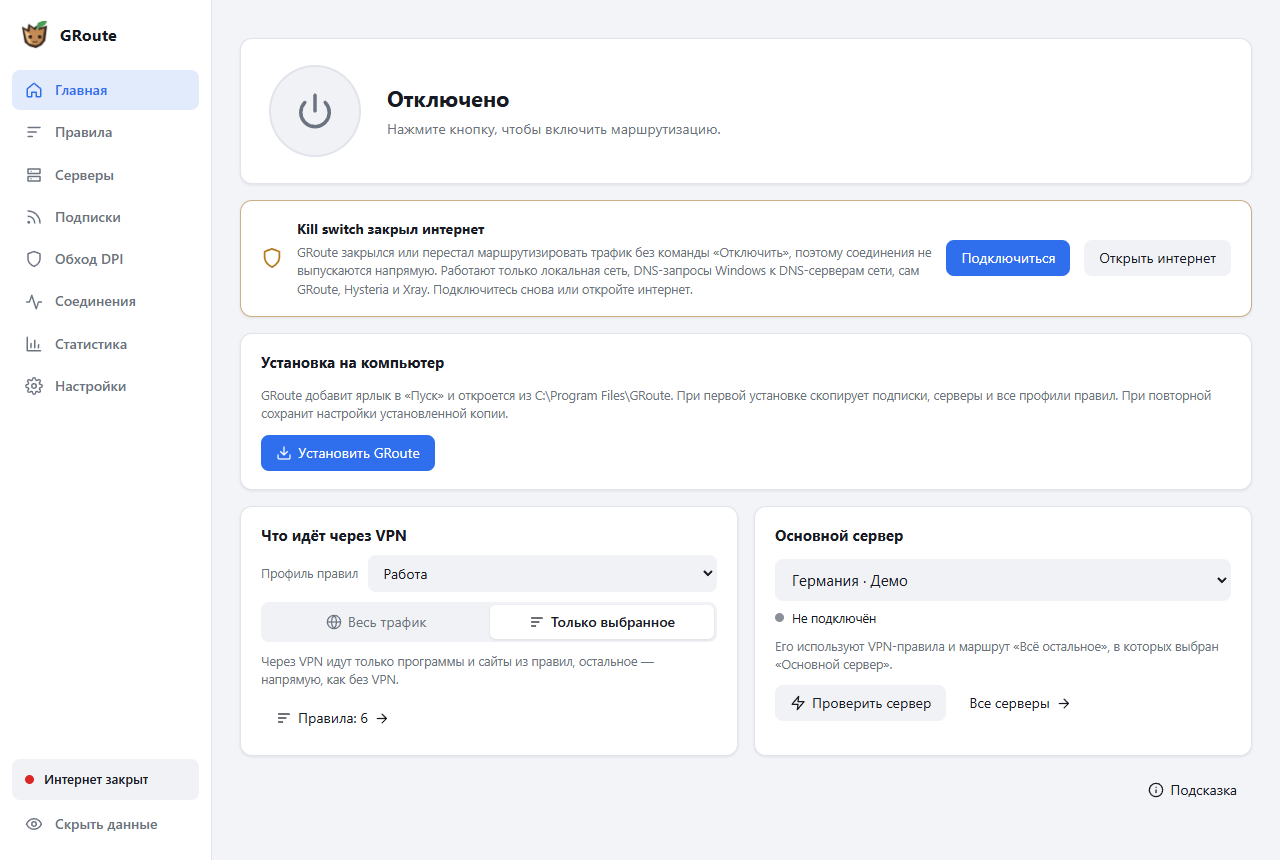 GRoute
Главная
Правила
Серверы
Подписки
Обход DPI
Соединения
Статистика
Настройки
Интернет закрыт
Скрыть данные
Отключено
Нажмите кнопку, чтобы включить маршрутизацию.
Kill switch закрыл интернет
GRoute закрылся или перестал маршрутизировать трафик без команды «Отключить», поэтому соединения не
выпускаются напрямую. Работают только локальная сеть, DNS-запросы Windows к DNS-серверам сети, сам
GRoute, Hysteria и Xray. Подключитесь снова или откройте интернет.
Подключиться
Открыть интернет
Установка на компьютер
GRoute добавит ярлык в «Пуск» и откроется из C:\Program Files\GRoute. При первой установке скопирует подписки, серверы и все профили правил. При повторной
сохранит настройки установленной копии.
Установить GRoute
Что идёт через VPN
Профиль правил
Работа
Весь трафик
Только выбранное
Через VPN идут только программы и сайты из правил, остальное —
напрямую, как без VPN.
Правила: 6 →
Основной сервер
Германия · Демо
Не подключён
Его используют VPN-правила и маршрут «Всё остальное», в которых выбран
«Основной сервер».
Проверить сервер
Все серверы →
Подсказка